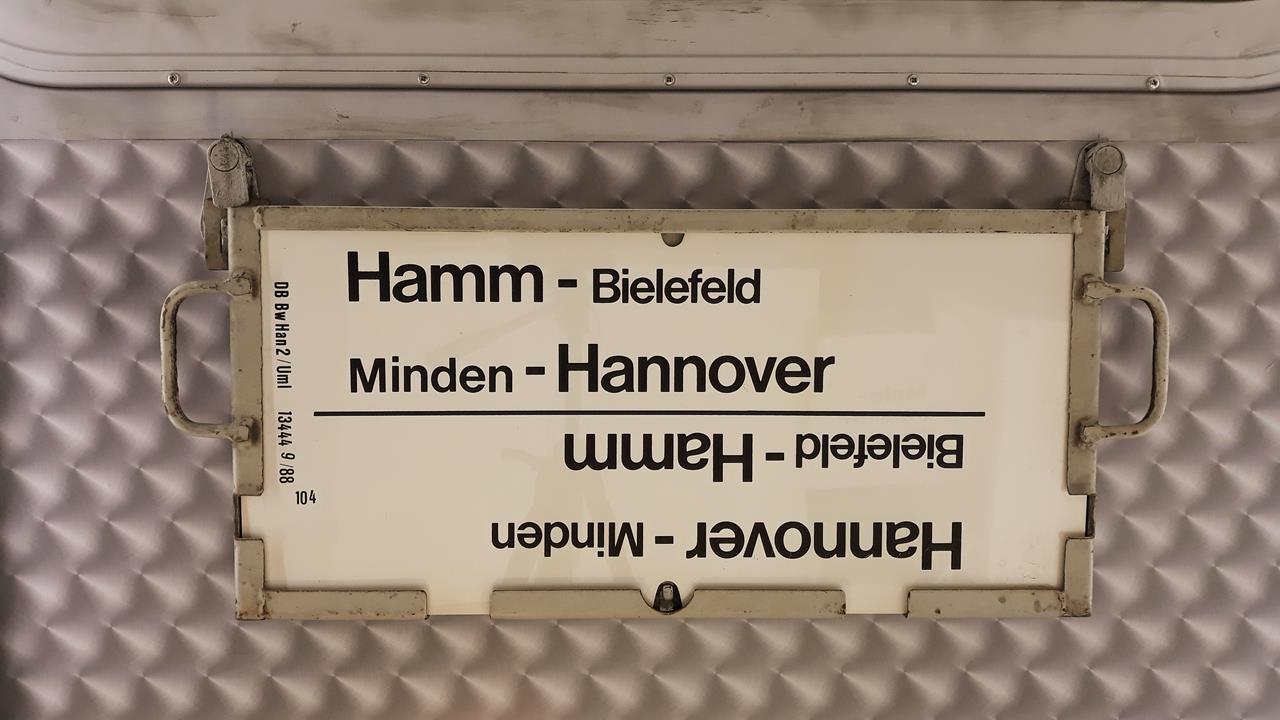 Hamm - Bielefeld
Minden - Hannover
Hannover - Minden
Bielefeld - Hamm
DB Bw Han 2 / Uml 13444 9/88
104